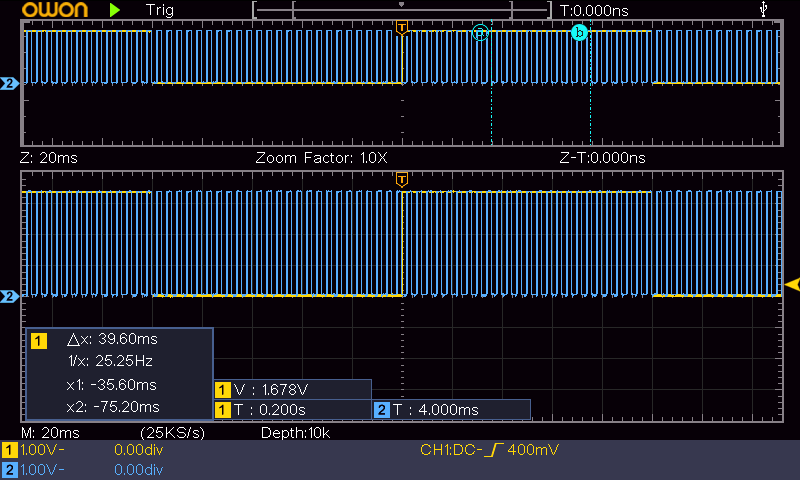 OWON Trig T:0.000ns
T
a b
2
Z: 20ms Zoom Factor: 1.0X Z-T:0.000ns
T
2
1 △x: 39.60ms
1/x: 25.25Hz
x1: -35.60ms
x2: -75.20ms
1 V : 1.678V
1 T : 0.200s 2 T : 4.000ms
M: 20ms (25KS/s) Depth:10k
1 1.00V- 0.00div CH1:DC- 400mV
2 1.00V- 0.00div